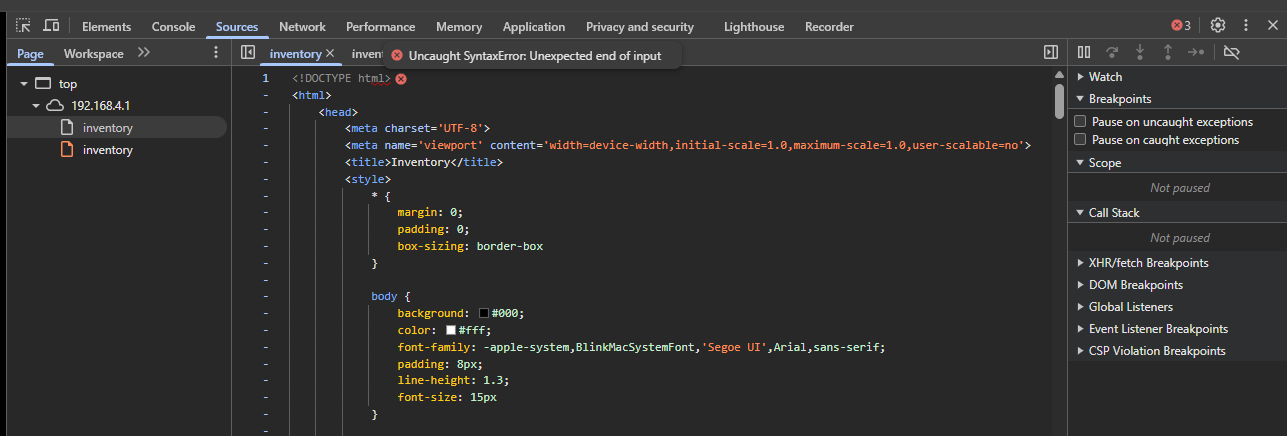 Elements Console Sources Network Performance Memory Application Privacy and security Lighthouse Recorder 3
Page Workspace
top
192.168.4.1
inventory
inventory
inventory × invent
Uncaught SyntaxError: Unexpected end of input
1 <!DOCTYPE html>
- <html>
- <head>
- <meta charset='UTF-8'>
- <meta name='viewport' content='width=device-width,initial-scale=1.0,maximum-scale=1.0,user-scalable=no'>
- <title>Inventory</title>
- <style>
- * {
- margin: 0;
- padding: 0;
- box-sizing: border-box
- }
-
- body {
- background: #000;
- color: #fff;
- font-family: -apple-system,BlinkMacSystemFont,'Segoe UI',Arial,sans-serif;
- padding: 8px;
- line-height: 1.3;
- font-size: 15px
- }
-
Watch
Breakpoints
Pause on uncaught exceptions
Pause on caught exceptions
Scope
Not paused
Call Stack
Not paused
XHR/fetch Breakpoints
DOM Breakpoints
Global Listeners
Event Listener Breakpoints
CSP Violation Breakpoints